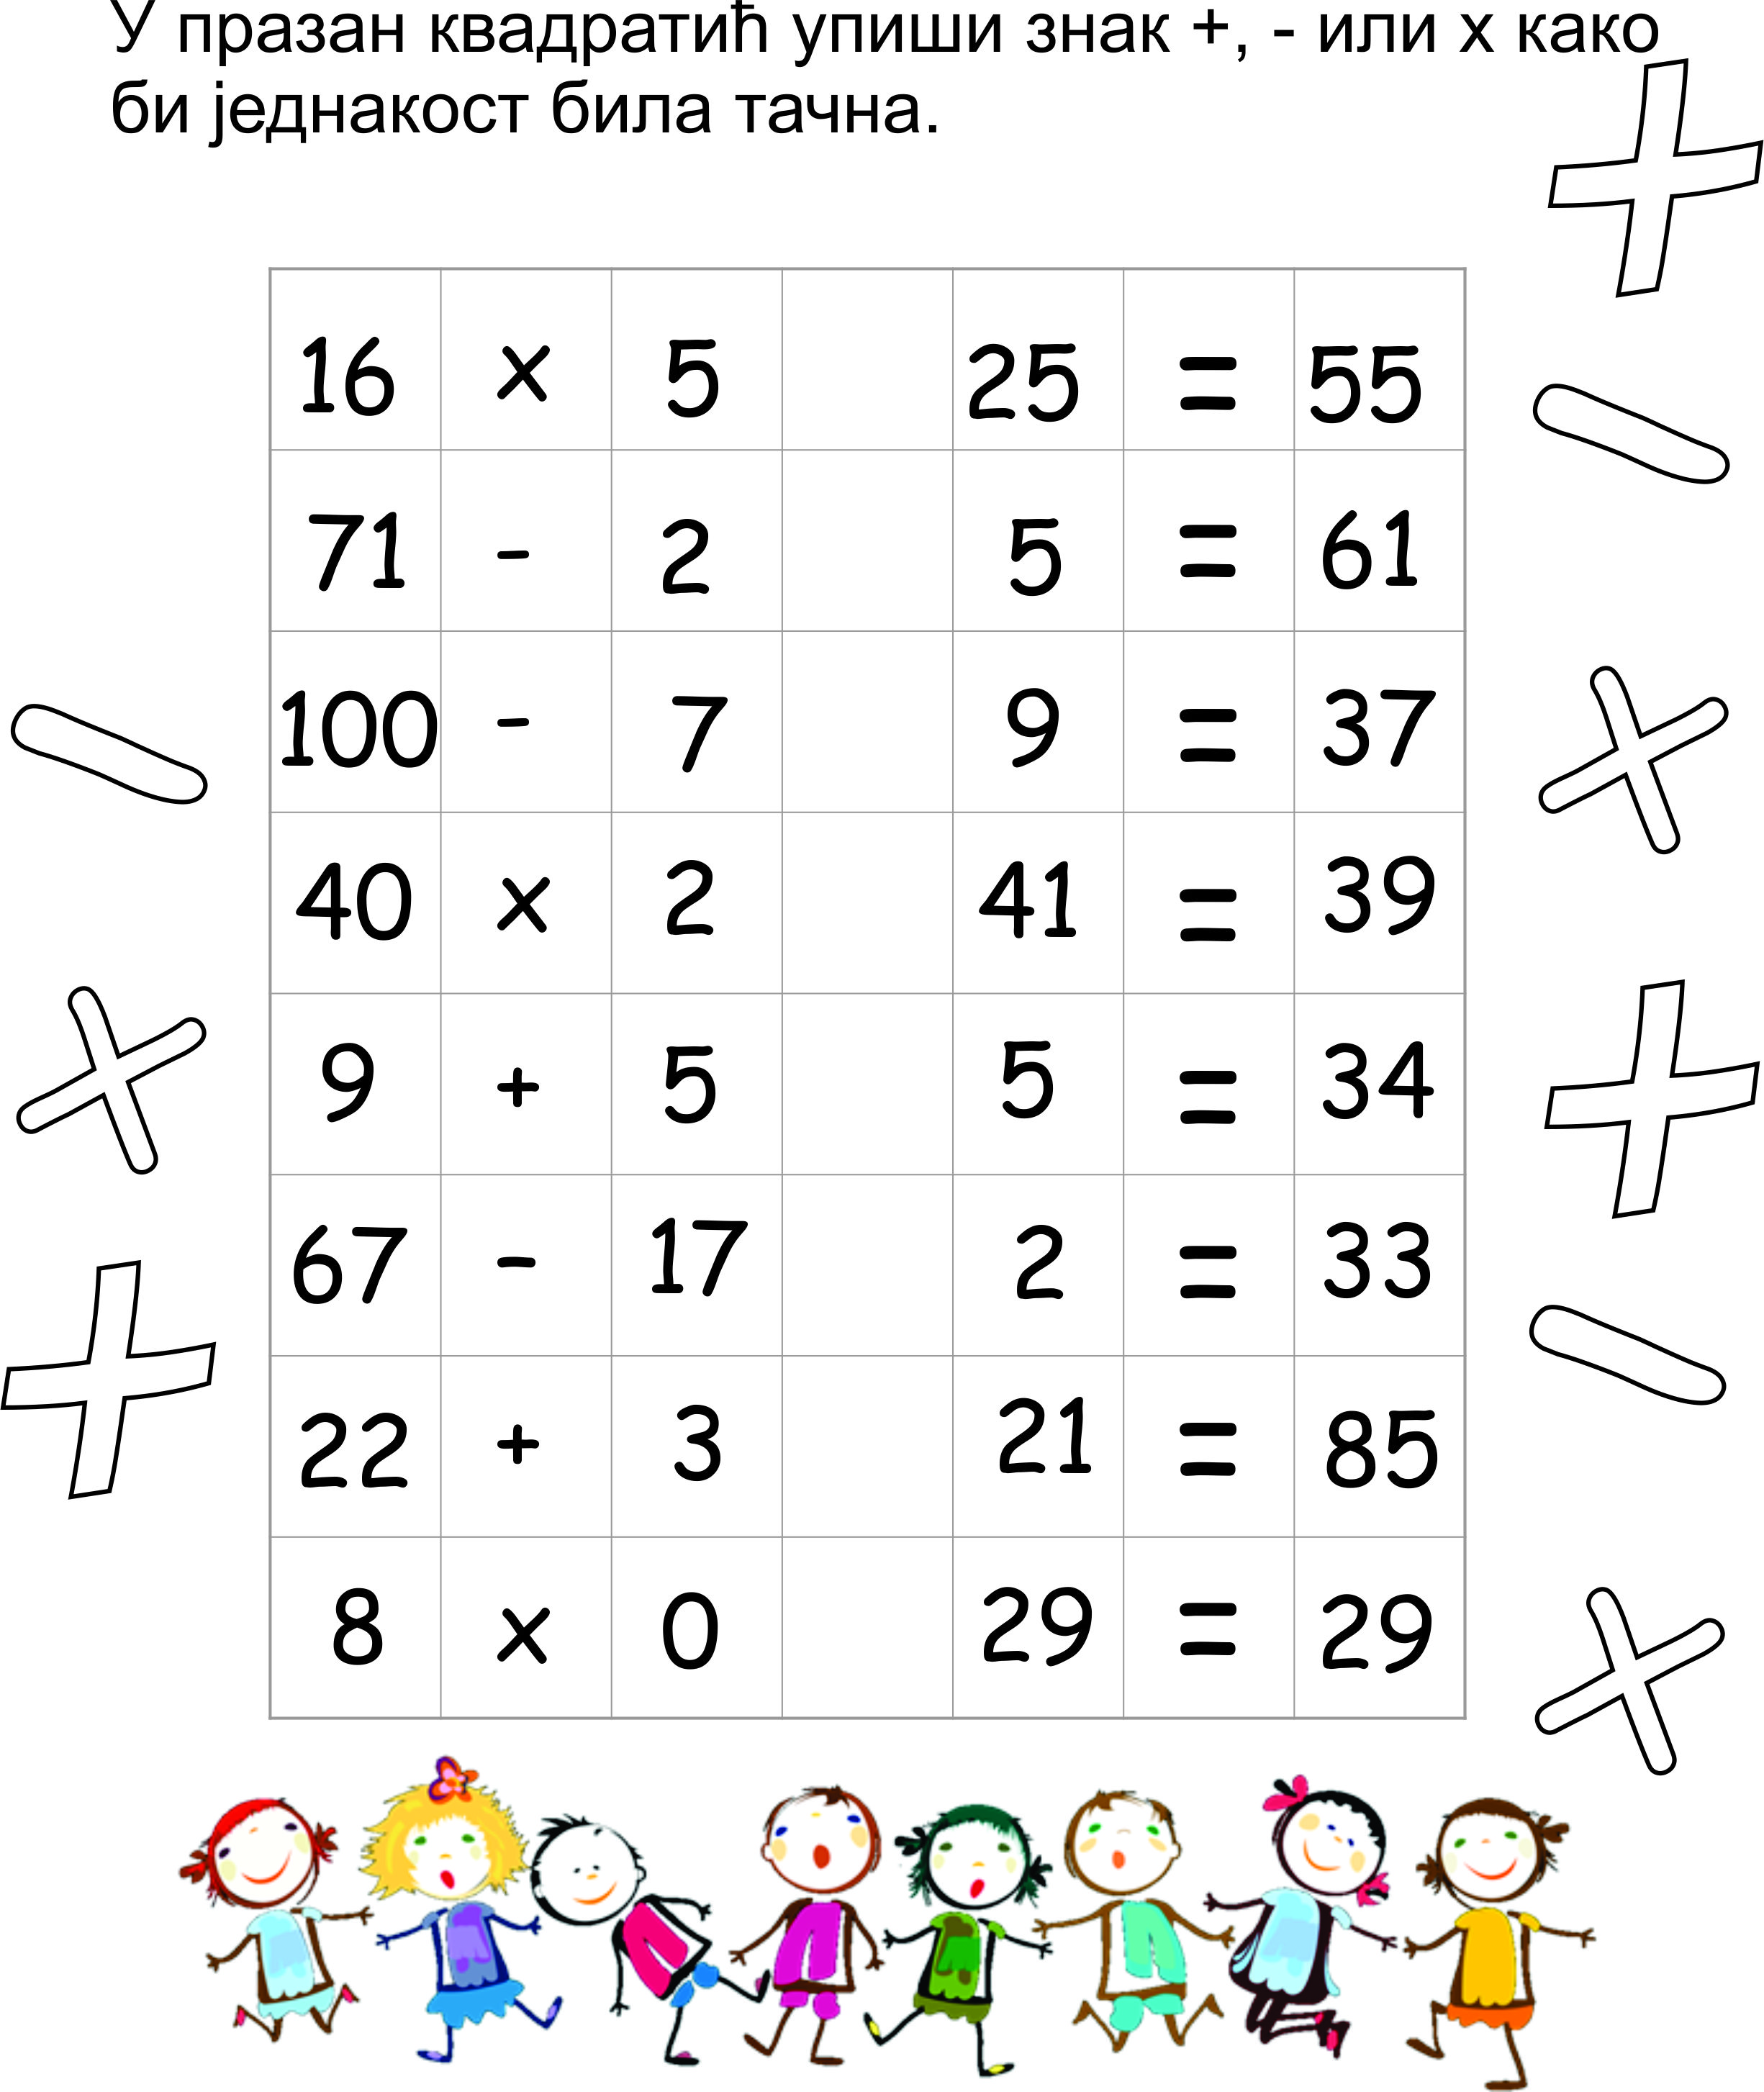 У празан квадратић упиши знак +, - или х како
би једнакост била тачна.
16 x 5 25 = 55
71 - 2 5 = 61
100 - 7 9 = 37
40 x 2 41 = 39
9 + 5 5 = 34
67 - 17 2 = 33
22 + 3 21 = 85
8 x 0 29 = 29